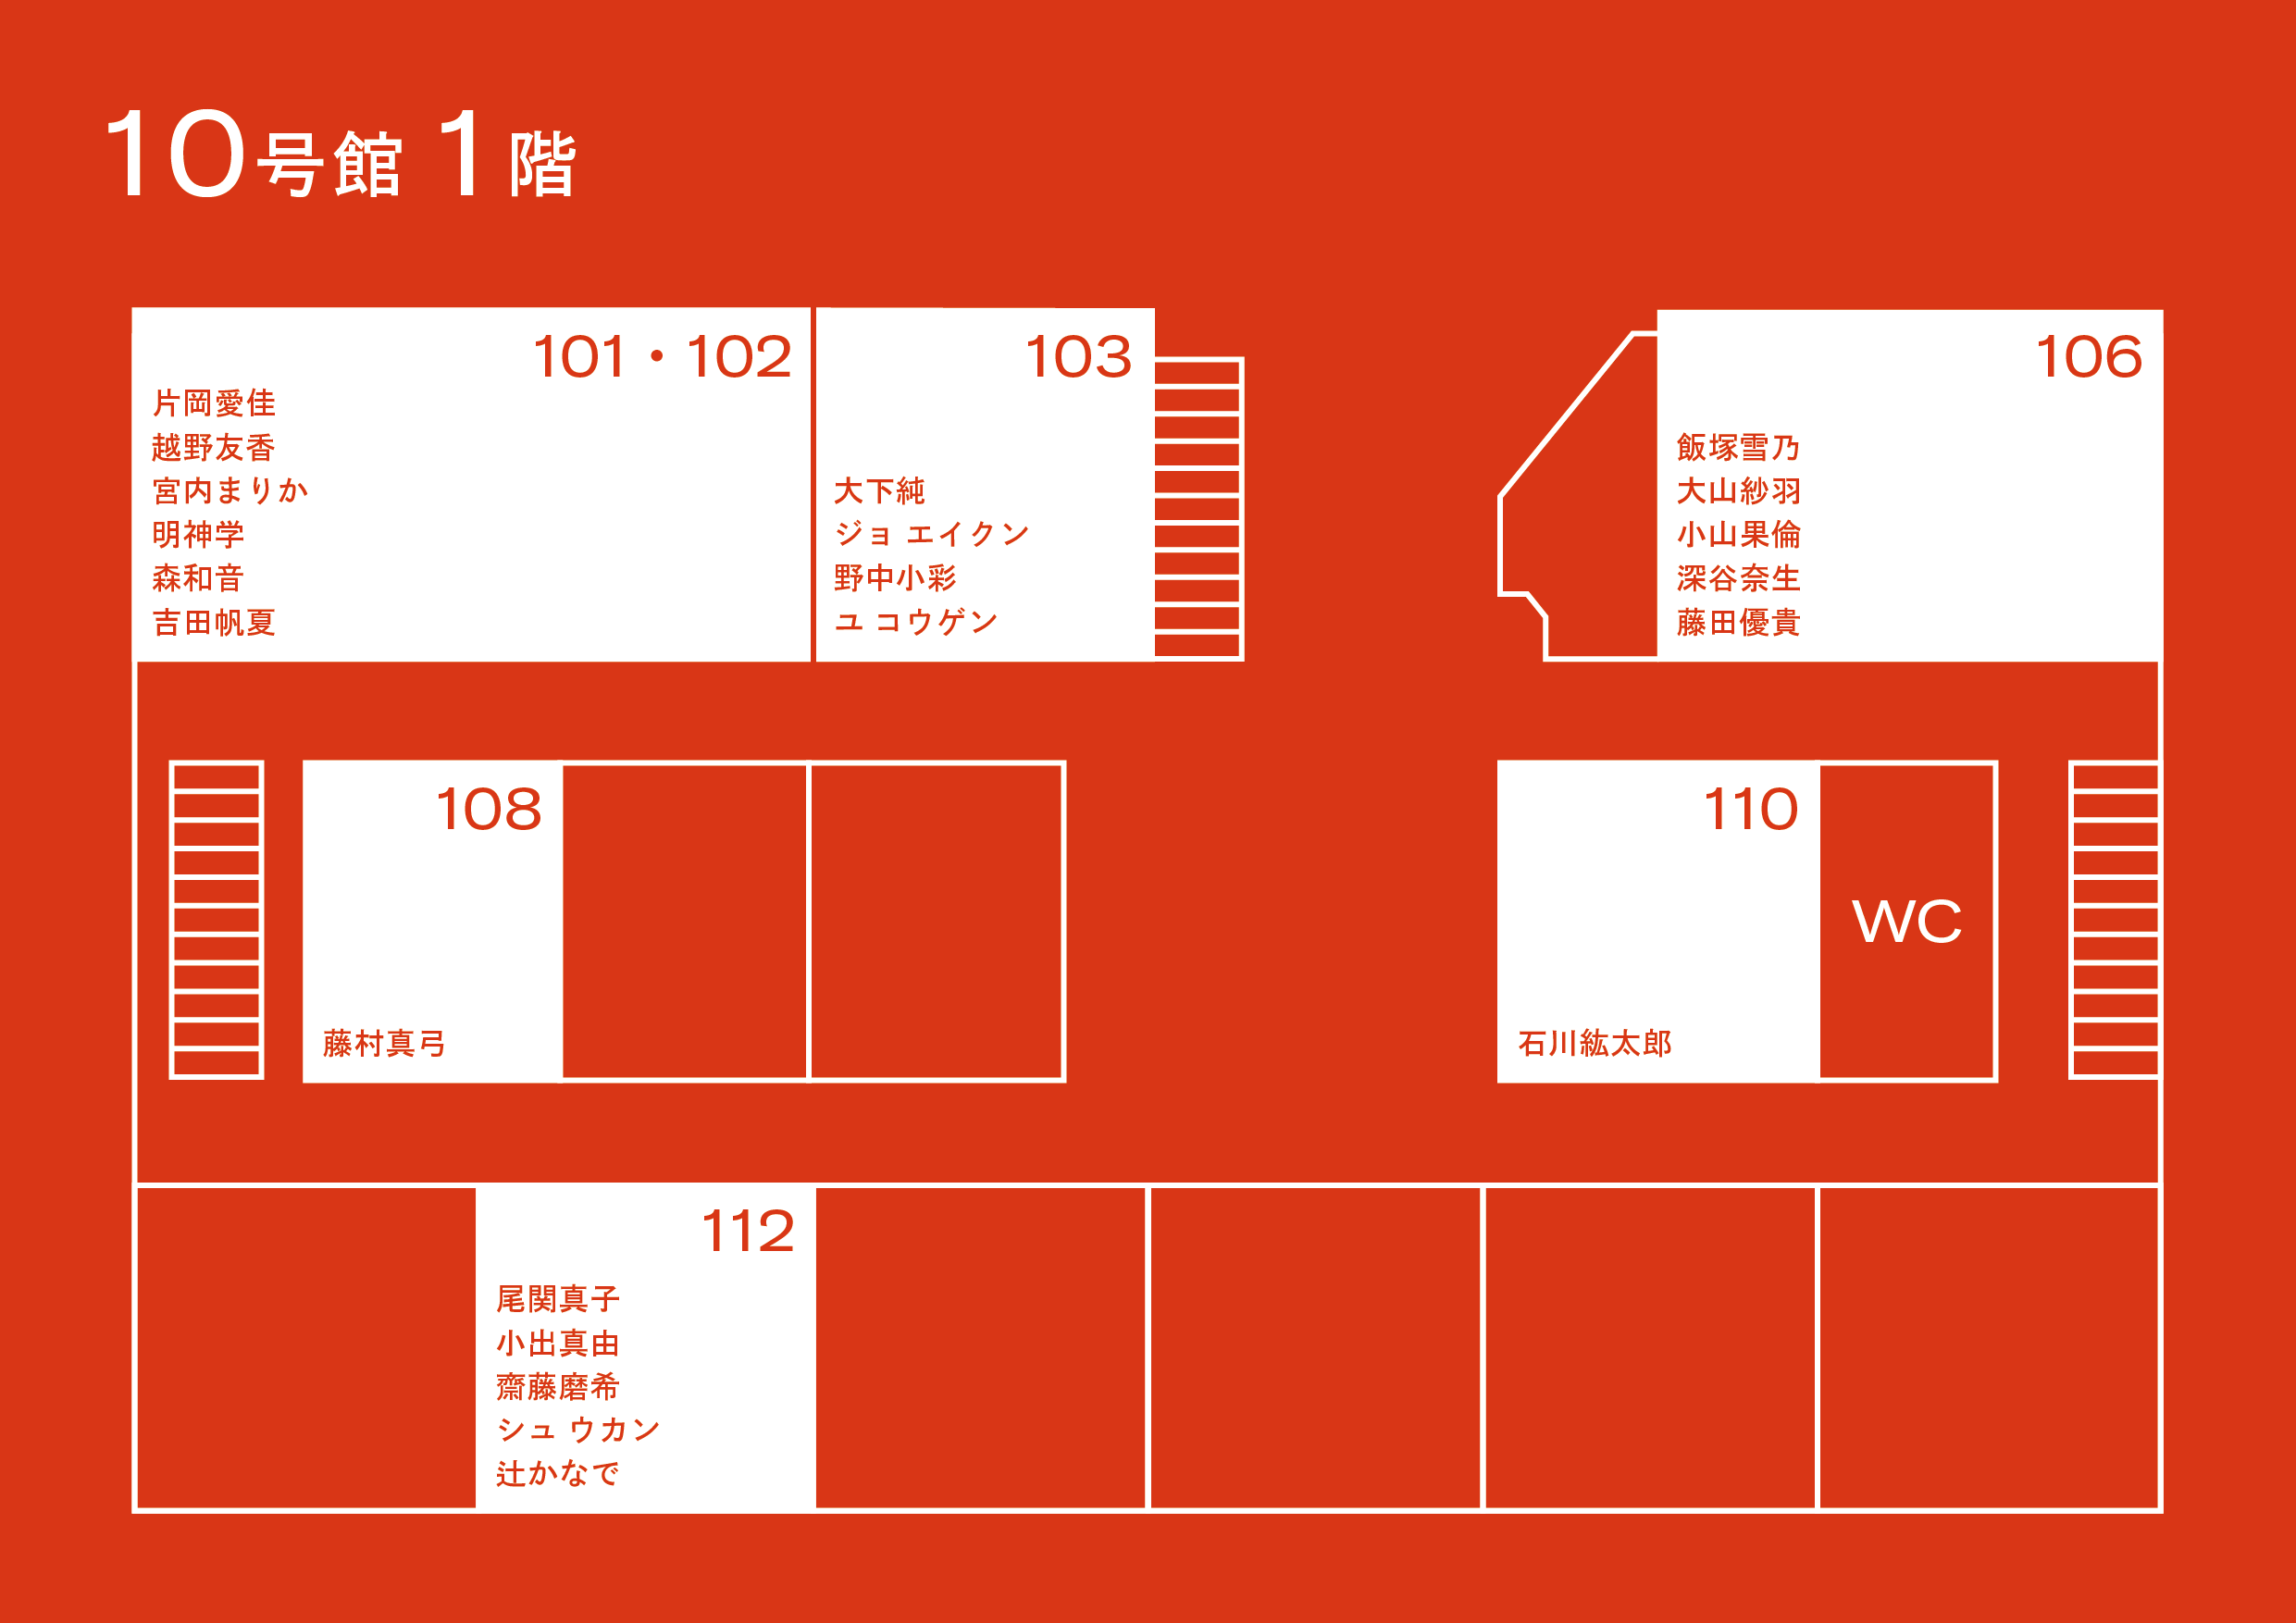 10号館 1階
101・102
片岡愛佳
越野友香
宮内まりか
明神学
森和音
吉田帆夏
103
大下純
ジョ エイクン
野中小彩
ユ コウゲン
106
飯塚雪乃
大山紗羽
小山果倫
深谷奈生
藤田優貴
108
藤村真弓
110
石川紘太郎
WC
112
尾関真子
小出真由
齋藤磨希
シュ ウカン
辻かなで